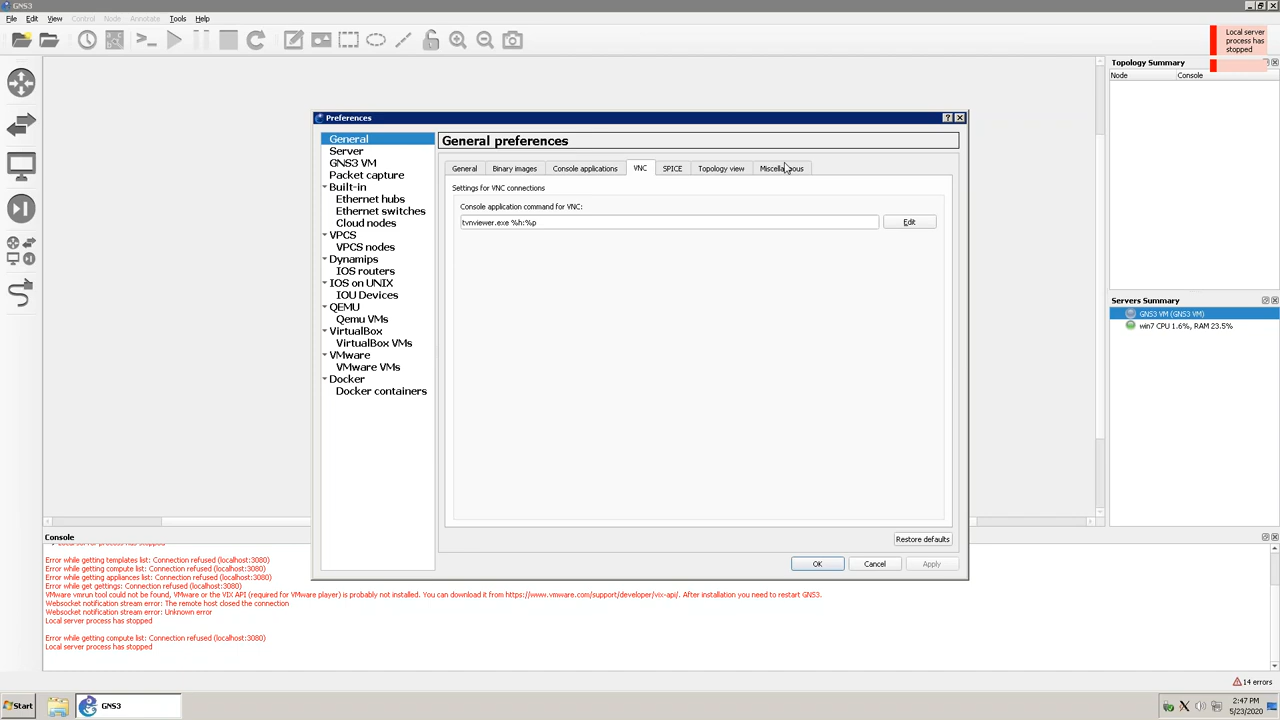 GNS3
File Edit View Control Node Annotate Tools Help
Local server
process has
stopped
Topology Summary
Node Console
Preferences
General
Server
GNS3 VM
Packet capture
Built-in
Ethernet hubs
Ethernet switches
Cloud nodes
VPCS
VPCS nodes
Dynamips
IOS routers
IOS on UNIX
IOU Devices
QEMU
Qemu VMs
VirtualBox
VirtualBox VMs
VMware
VMware VMs
Docker
Docker containers
General preferences
General Binary images Console applications VNC SPICE Topology view Miscellaneous
Settings for VNC connections
Console application command for VNC:
tvnviewer.exe %h:%p
Edit
Restore defaults
OK Cancel Apply
Servers Summary
GNS3 VM (GNS3 VM)
win7 CPU 1.6%, RAM 23.5%
Console
Error while getting templates list: Connection refused (localhost:3080)
Error while getting compute list: Connection refused (localhost:3080)
Error while getting appliances list: Connection refused (localhost:3080)
Error while get gettings: Connection refused (localhost:3080)
VMware vmrun tool could not be found, VMware or the VIX API (required for VMware player) is probably not installed. You can download it from https://www.vmware.com/support/developer/vix-api/. After installation you need to restart GNS3.
Websocket notification stream error: The remote host closed the connection
Websocket notification stream error: Unknown error
Local server process has stopped
Error while getting compute list: Connection refused (localhost:3080)
Local server process has stopped
14 errors
Start
GNS3
2:47 PM
5/23/2020